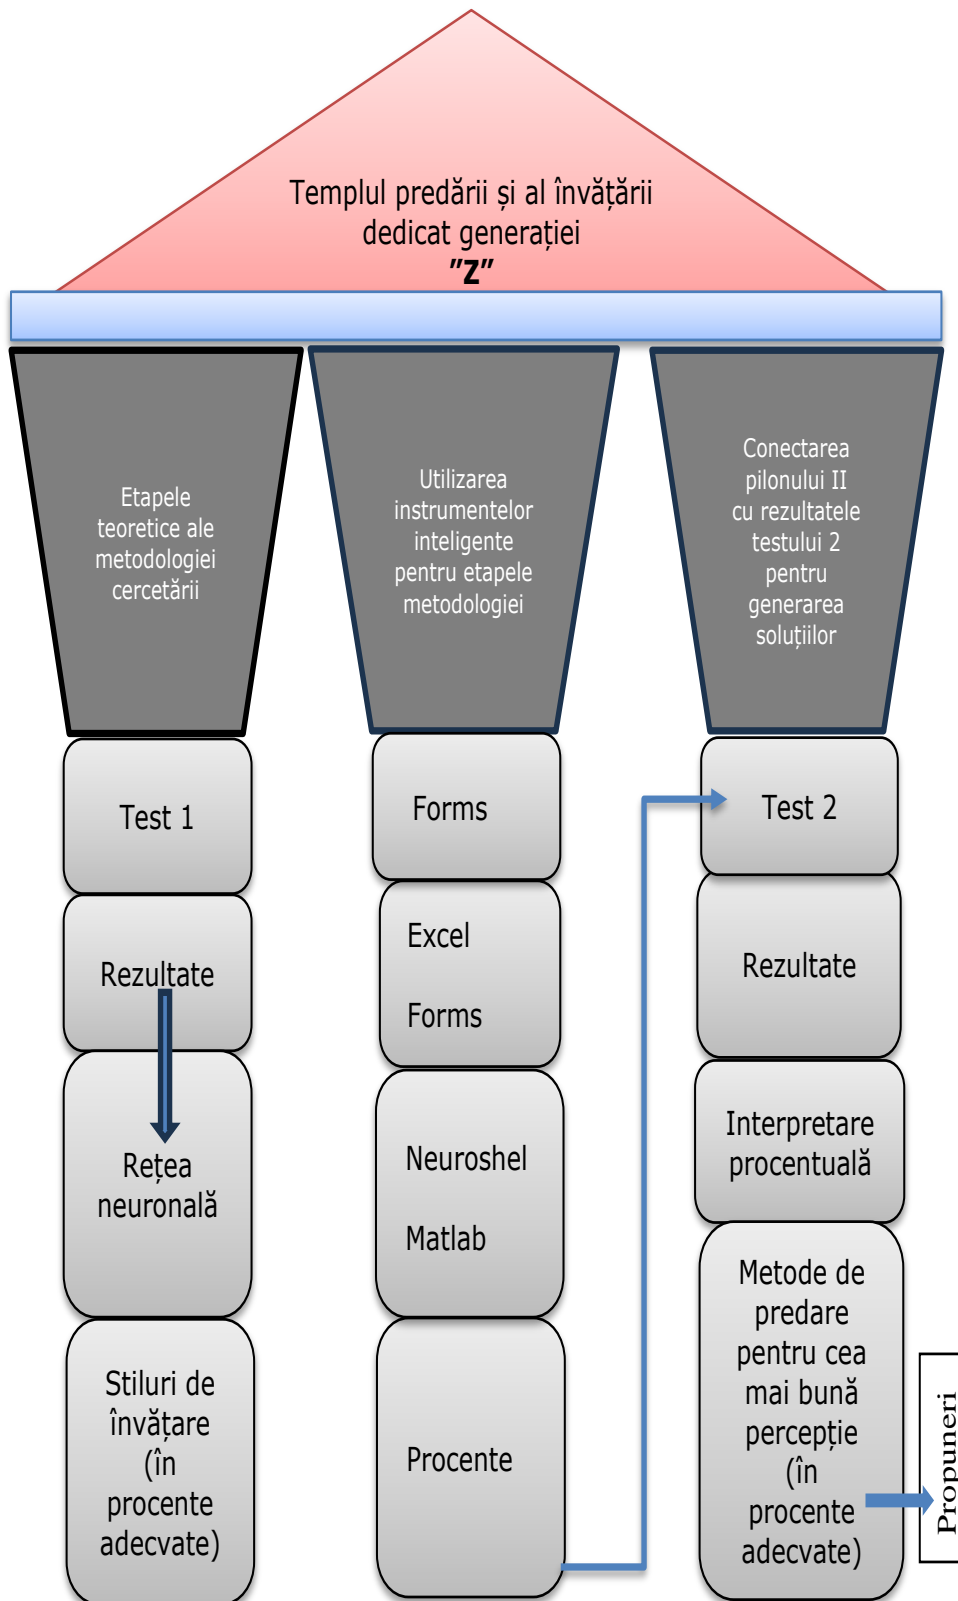 Templul predării și al învățării
dedicat generației
”Z”
Etapele
teoretice ale
metodologiei
cercetării
Test 1
Rezultate
Rețea
neuronală
Stiluri de
învățare
(în
procente
adecvate)
Utilizarea
instrumentelor
inteligente
pentru etapele
metodologiei
Forms
Excel
Forms
Neuroshel
Matlab
Procente
Conectarea
pilonului II
cu rezultatele
testului 2
pentru
generarea
soluțiilor
Test 2
Rezultate
Interpretare
procentuală
Metode de
predare
pentru cea
mai bună
percepție
(în
procente
adecvate)
Propuneri